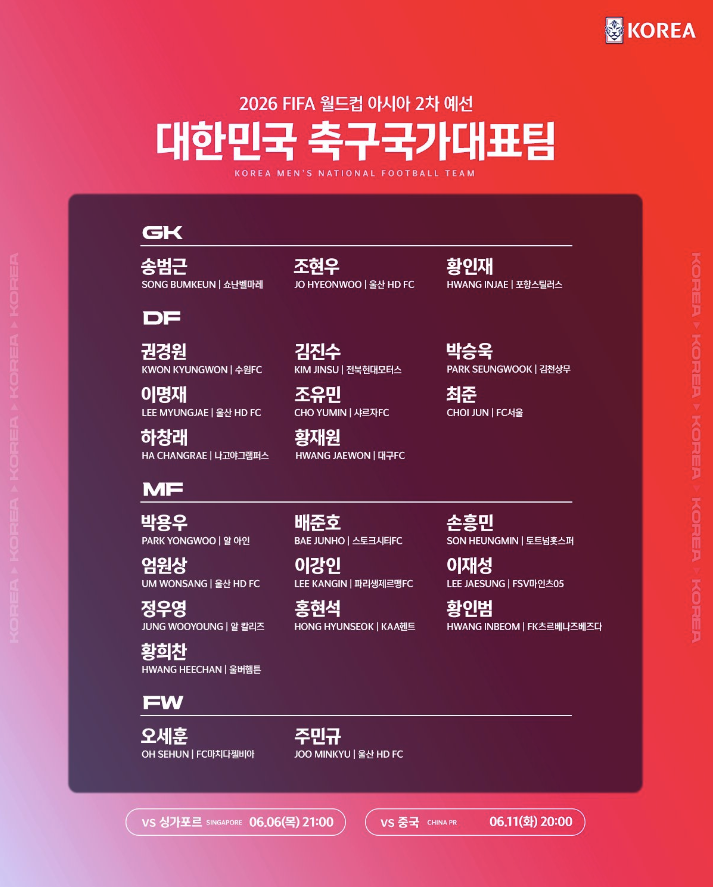 KOREA
2026 FIFA 월드컵 아시아 2차 예선
대한민국 축구국가대표팀
KOREA MEN'S NATIONAL FOOTBALL TEAM
GK
송범근 조현우 황인재
SONG BUMKEUN | 쇼난벨마레 JO HYEONWOO | 울산 HD FC HWANG INJAE | 포항스틸러스
DF
권경원 김진수 박승욱
KWON KYUNGWON | 수원FC KIM JINSU | 전북현대모터스 PARK SEUNGWOOK | 김천상무
이명재 조유민 최준
LEE MYUNGJAE | 울산 HD FC CHO YUMIN | 샤르자FC CHOI JUN | FC서울
하창래 황재원
HA CHANGRAE | 나고야그램퍼스 HWANG JAEWON | 대구FC
MF
박용우 배준호 손흥민
PARK YONGWOO | 알 아인 BAE JUNHO | 스토크시티FC SON HEUNGMIN | 토트넘홋스퍼
엄원상 이강인 이재성
UM WONSANG | 울산 HD FC LEE KANGIN | 파리생제르맹FC LEE JAESUNG | FSV마인츠05
정우영 홍현석 황인범
JUNG WOOYOUNG | 알 칼리즈 HONG HYUNSEOK | KAA헨트 HWANG INBEOM | FK츠르베나즈베즈다
황희찬
HWANG HEECHAN | 울버햄튼
FW
오세훈 주민규
OH SEHUN | FC마치다젤비아 JOO MINKYU | 울산 HD FC
VS 싱가포르 SINGAPORE 06.06(목) 21:00 VS 중국 CHINA PR 06.11(화) 20:00
KOREA ▸ KOREA ▸ KOREA ▸ KOREA ▸ KOREA
KOREA ▸ KOREA ▸ KOREA ▸ KOREA ▸ KOREA